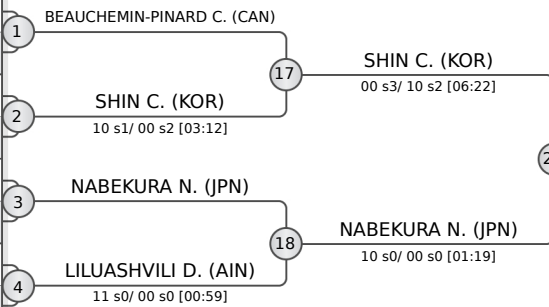 BEAUCHEMIN-PINARD C. (CAN)
1
17
SHIN C. (KOR)
00 s3/ 10 s2 [06:22]
SHIN C. (KOR)
2
10 s1/ 00 s2 [03:12]
NABEKURA N. (JPN)
3
18
NABEKURA N. (JPN)
10 s0/ 00 s0 [01:19]
LILUASHVILI D. (AIN)
4
11 s0/ 00 s0 [00:59]